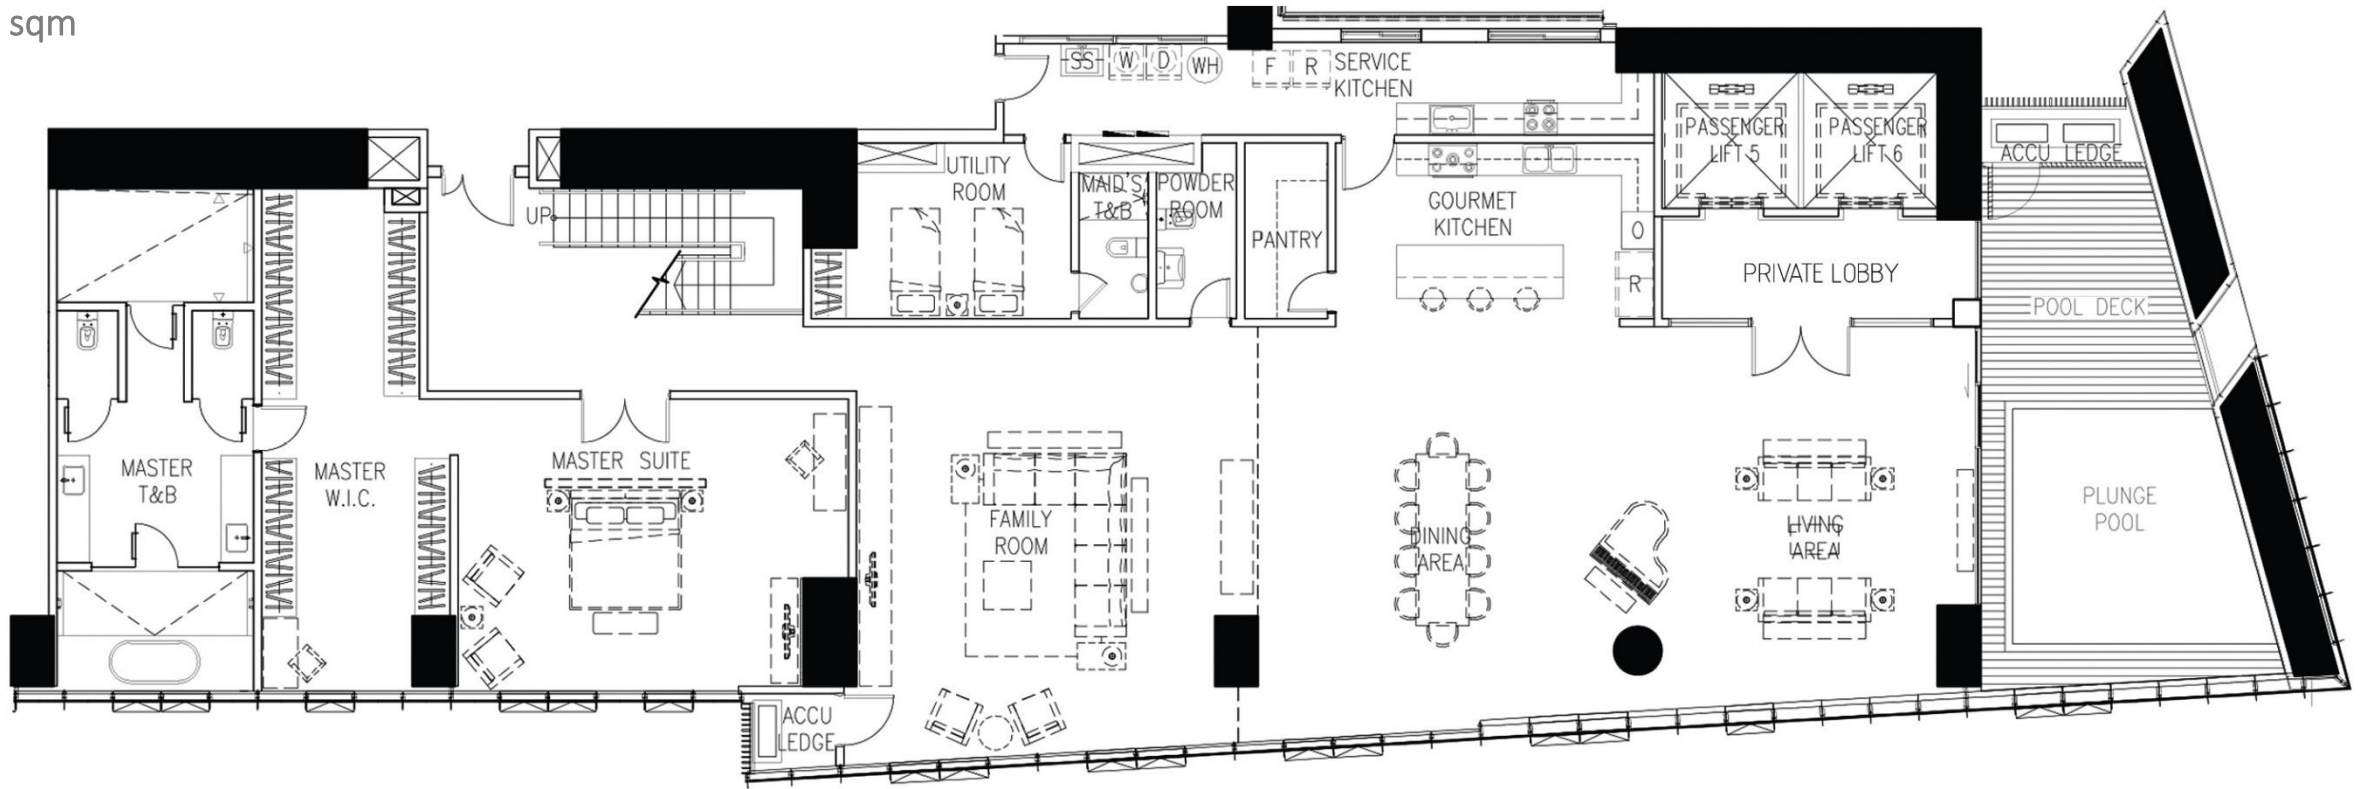 sqm
SS
W
D
WH
F
R
SERVICE
KITCHEN
PASSENGER
LIFT 5
PASSENGER
LIFT 6
ACCU LEDGE
UTILITY
ROOM
MAID'S
T&B
POWDER
ROOM
PANTRY
GOURMET
KITCHEN
O
R
PRIVATE LOBBY
POOL DECK
UP
MASTER
T&B
MASTER
W.I.C.
MASTER SUITE
FAMILY
ROOM
DINING
AREA
LIVING
AREA
PLUNGE
POOL
ACCU
LEDGE